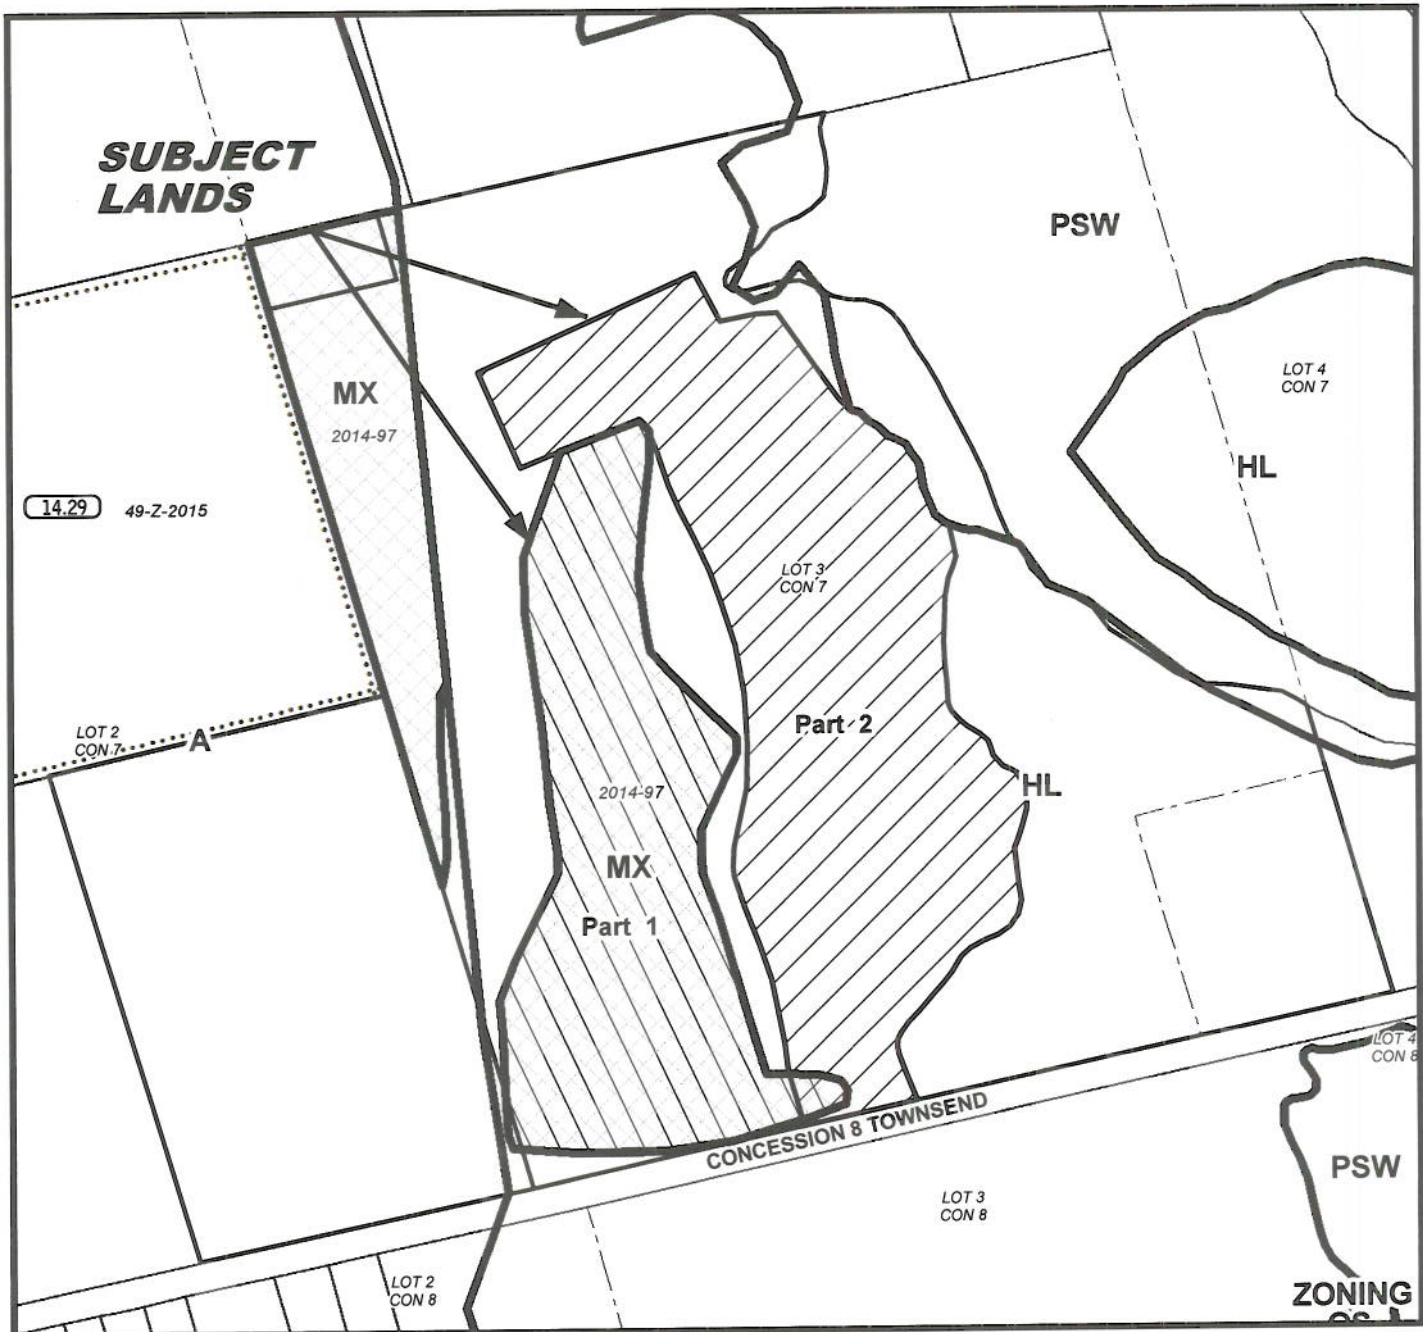 SUBJECT
LANDS
PSW
LOT 4
CON 7
MX
2014-97
HL
14.29
49-Z-2015
LOT 3
CON 7
Part 2
LOT 2
CON 7
A
HL
2014-97
MX
Part 1
LOT 4
CON 8
CONCESSION 8 TOWNSEND
PSW
LOT 3
CON 8
LOT 2
CON 8
ZONING